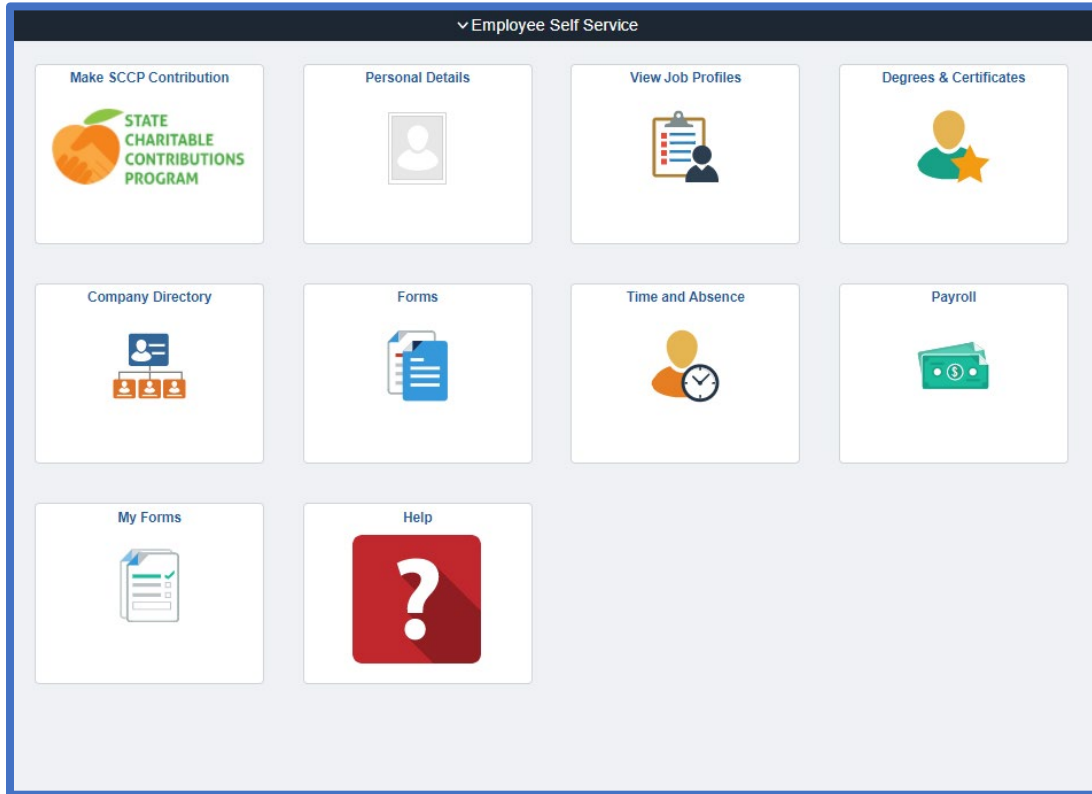 Employee Self Service
Make SCCP Contribution
STATE
CHARITABLE
CONTRIBUTIONS
PROGRAM
Personal Details
View Job Profiles
Degrees & Certificates
Company Directory
Forms
Time and Absence
Payroll
$
My Forms
Help
?